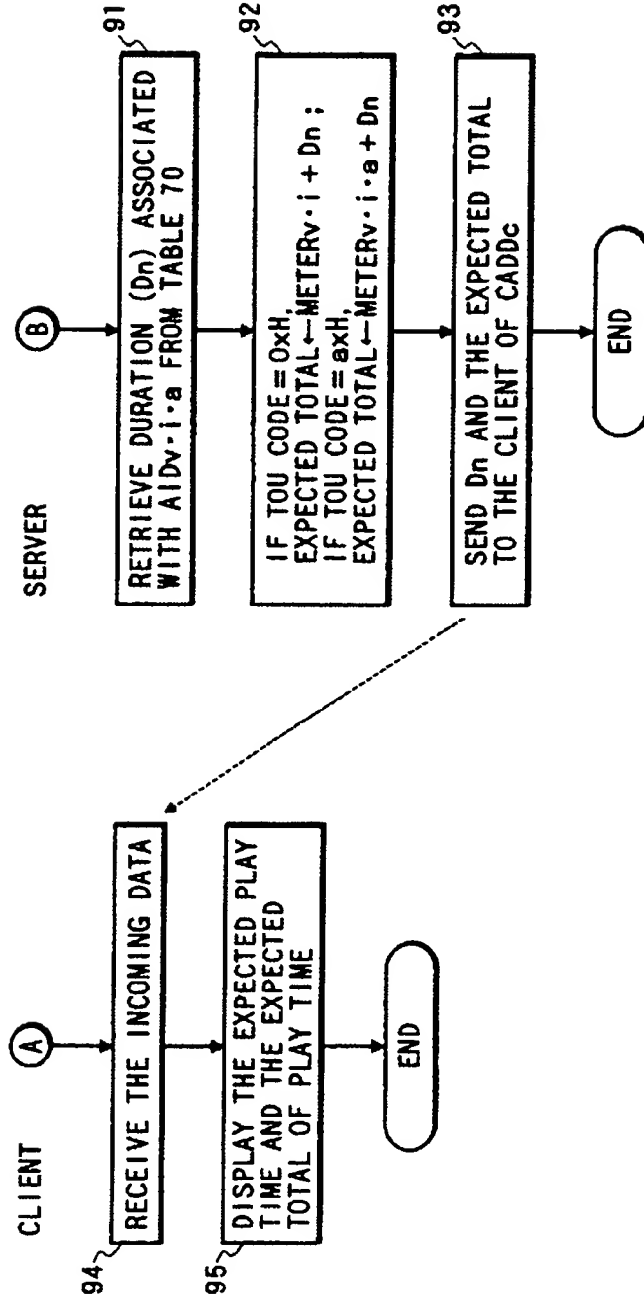 CLIENT
A
94
RECEIVE THE INCOMING DATA
95
DISPLAY THE EXPECTED PLAY
TIME AND THE EXPECTED
TOTAL OF PLAY TIME
END
SERVER
B
91
RETRIEVE DURATION (Dn) ASSOCIATED
WITH AIDv·i·a FROM TABLE 70
92
IF TOU CODE=0xH,
EXPECTED TOTAL←METERv·i+Dn;
IF TOU CODE=axH,
EXPECTED TOTAL←METERv·i·a+Dn
93
SEND Dn AND THE EXPECTED TOTAL
TO THE CLIENT OF CADDc
END